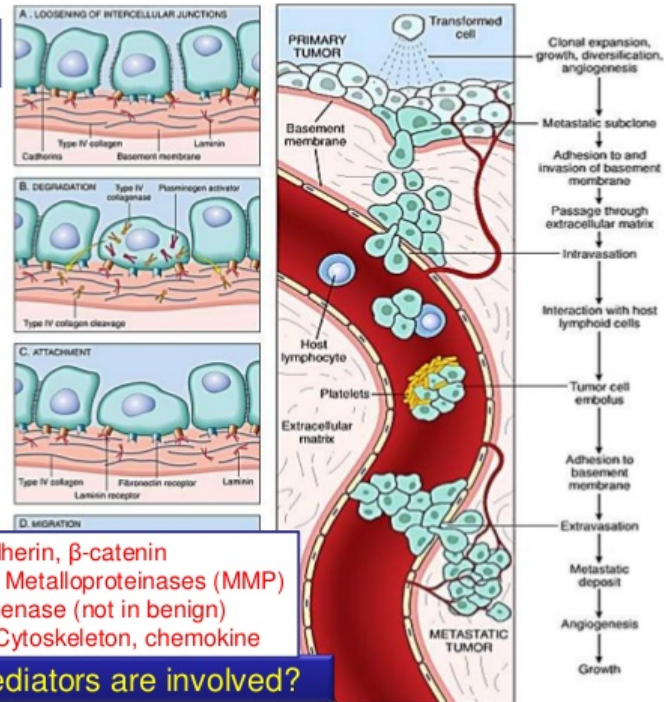 A. LOOSENING OF INTERCELLULAR JUNCTIONS
Type IV collagen
Laminin
Cadherins
Basement membrane
B. DEGRADATION
Type IV
collagenase
Plasminogen activator
Type IV collagen cleavage
C. ATTACHMENT
Type IV collagen
Fibronectin receptor
Laminin
Laminin receptor
D. MIGRATION
herin, β-catenin
Metalloproteinases (MMP)
enase (not in benign)
Cytoskeleton, chemokine
ediators are involved?
PRIMARY
TUMOR
Transformed
cell
Basement
membrane
Host
lymphocyte
Platelets
Extracellular
matrix
METASTATIC
TUMOR
Clonal expansion,
growth, diversification,
angiogenesis
Metastatic subclone
Adhesion to and
invasion of basement
membrane
Passage through
extracellular matrix
Intravasation
Interaction with host
lymphoid cells
Tumor cell
embolus
Adhesion to
basement
membrane
Extravasation
Metastatic
deposit
Angiogenesis
Growth